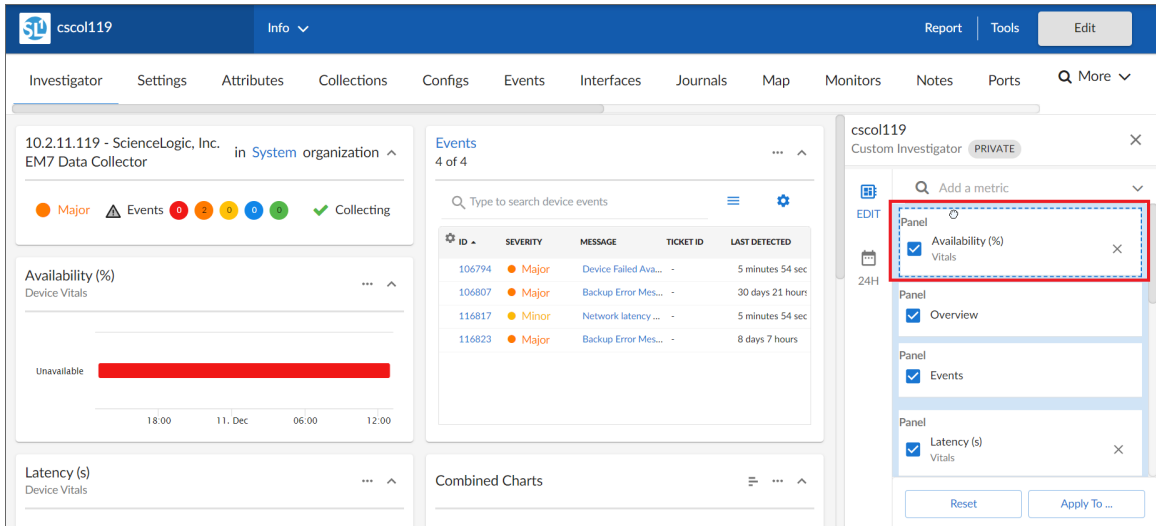 SL1 cscol119
Info
Report
Tools
Edit
Investigator
Settings
Attributes
Collections
Configs
Events
Interfaces
Journals
Map
Monitors
Notes
Ports
More
10.2.11.119 - ScienceLogic, Inc.
EM7 Data Collector
in System organization
Major
Events 0 2 0 0 0
Collecting
Availability (%)
Device Vitals
Unavailable
18:00
11. Dec
06:00
12:00
Latency (s)
Device Vitals
Events
4 of 4
Type to search device events
ID SEVERITY MESSAGE TICKET ID LAST DETECTED
106794 Major Device Failed Ava... - 5 minutes 54 sec
106807 Major Backup Error Mes... - 30 days 21 hours
116817 Minor Network latency ... - 5 minutes 54 sec
116823 Major Backup Error Mes... - 8 days 7 hours
Combined Charts
cscol119
Custom Investigator PRIVATE
EDIT
24H
Add a metric
Panel
Availability (%)
Vitals
Panel
Overview
Panel
Events
Panel
Latency (s)
Vitals
Reset
Apply To ...